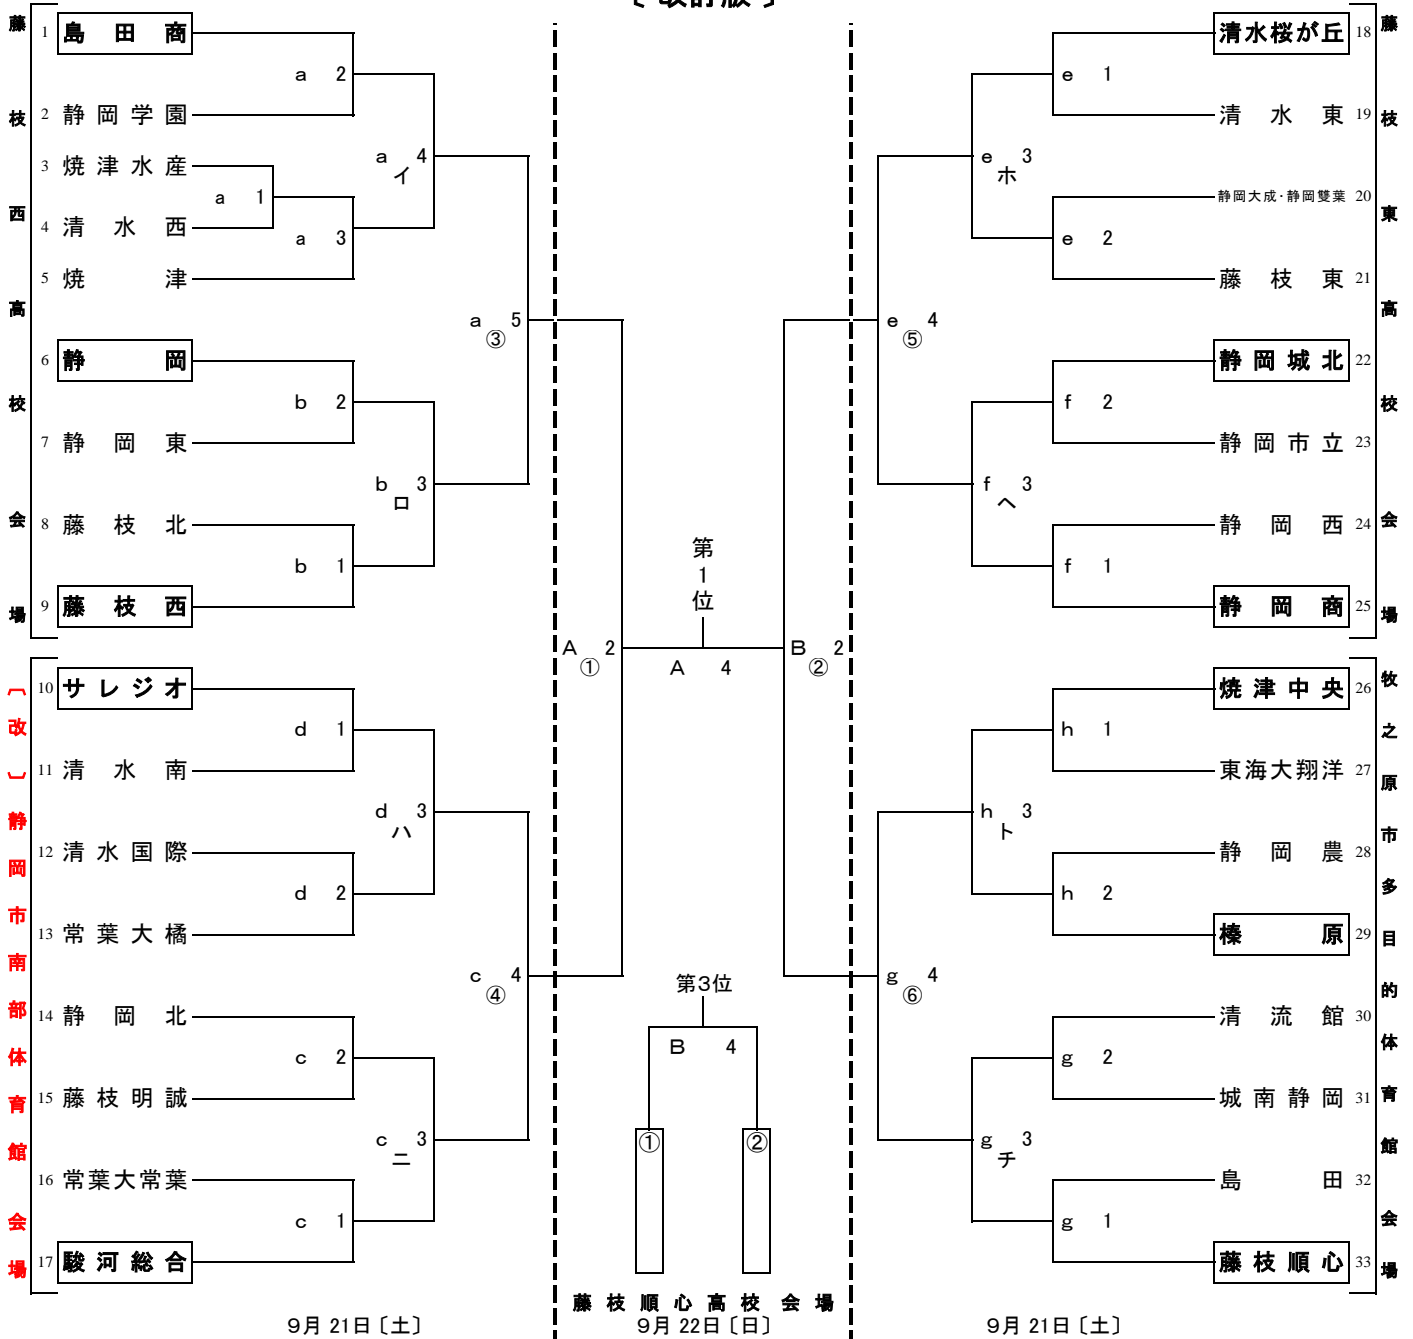 〔 改訂版 〕
藤枝西高校会場
1 島田商
a 2
2 静岡学園
a 4
イ
3 焼津水産
a 1
4 清水西
a 3
5 焼津
a 5
③
6 静岡
b 2
7 静岡東
b 3
ロ
8 藤枝北
b 1
9 藤枝西
〔改〕静岡市南部体育館会場
10 サレジオ
d 1
11 清水南
d 3
ハ
12 清水国際
d 2
13 常葉大橘
c 4
④
14 静岡北
c 2
15 藤枝明誠
c 3
ニ
16 常葉大常葉
c 1
17 駿河総合
9月 21日〔土〕
第1位
A 2
①
A 4
B 2
②
第3位
B 4
①
②
藤枝順心高校会場
9月 22日〔日〕
藤枝東高校会場
清水桜が丘 18
e 1
清水東 19
e 3
ホ
静岡大成・静岡雙葉 20
e 2
藤枝東 21
e 4
⑤
静岡城北 22
f 2
静岡市立 23
f 3
ヘ
静岡西 24
f 1
静岡商 25
牧之原市多目的体育館会場
焼津中央 26
h 1
東海大翔洋 27
h 3
ト
静岡農 28
h 2
榛原 29
g 4
⑥
清流館 30
g 2
城南静岡 31
g 3
チ
島田 32
g 1
藤枝順心 33
9月 21日〔土〕